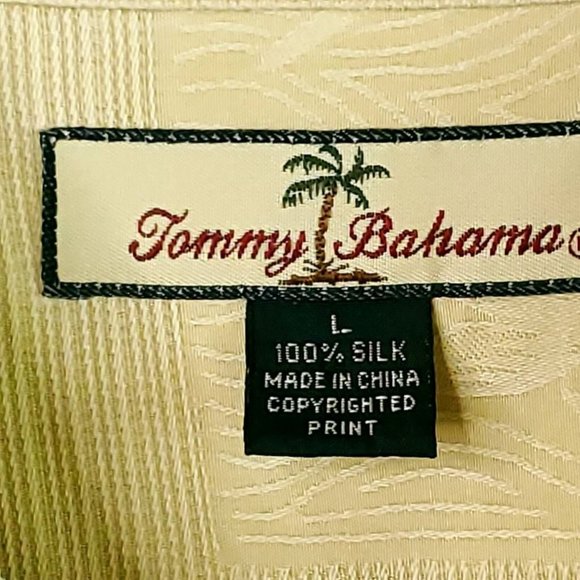 Tommy Bahama
L
100% SILK
MADE IN CHINA
COPYRIGHTED
PRINT